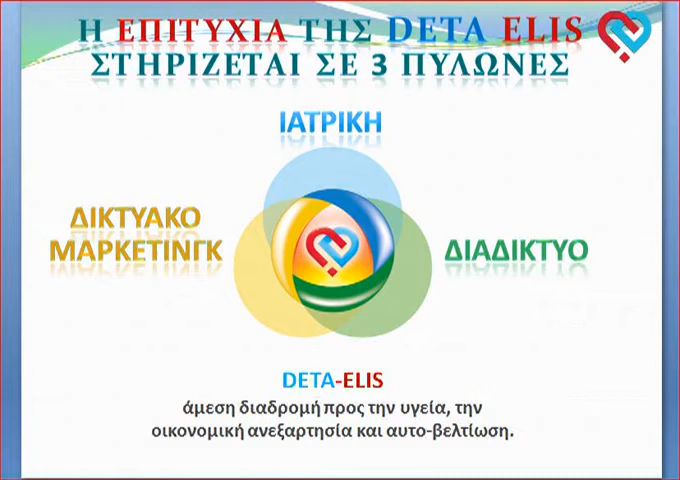 Η ΕΠΙΤΥΧΙΑ ΤΗΣ DETA ELIS
ΣΤΗΡΙΖΕΤΑΙ ΣΕ 3 ΠΥΛΩΝΕΣ
ΙΑΤΡΙΚΗ
ΔΙΚΤΥΑΚΟ
ΜΑΡΚΕΤΙΝΓΚ
ΔΙΑΔΙΚΤΥΟ
DETA-ELIS
άμεση διαδρομή προς την υγεία, την
οικονομική ανεξαρτησία και αυτο-βελτίωση.